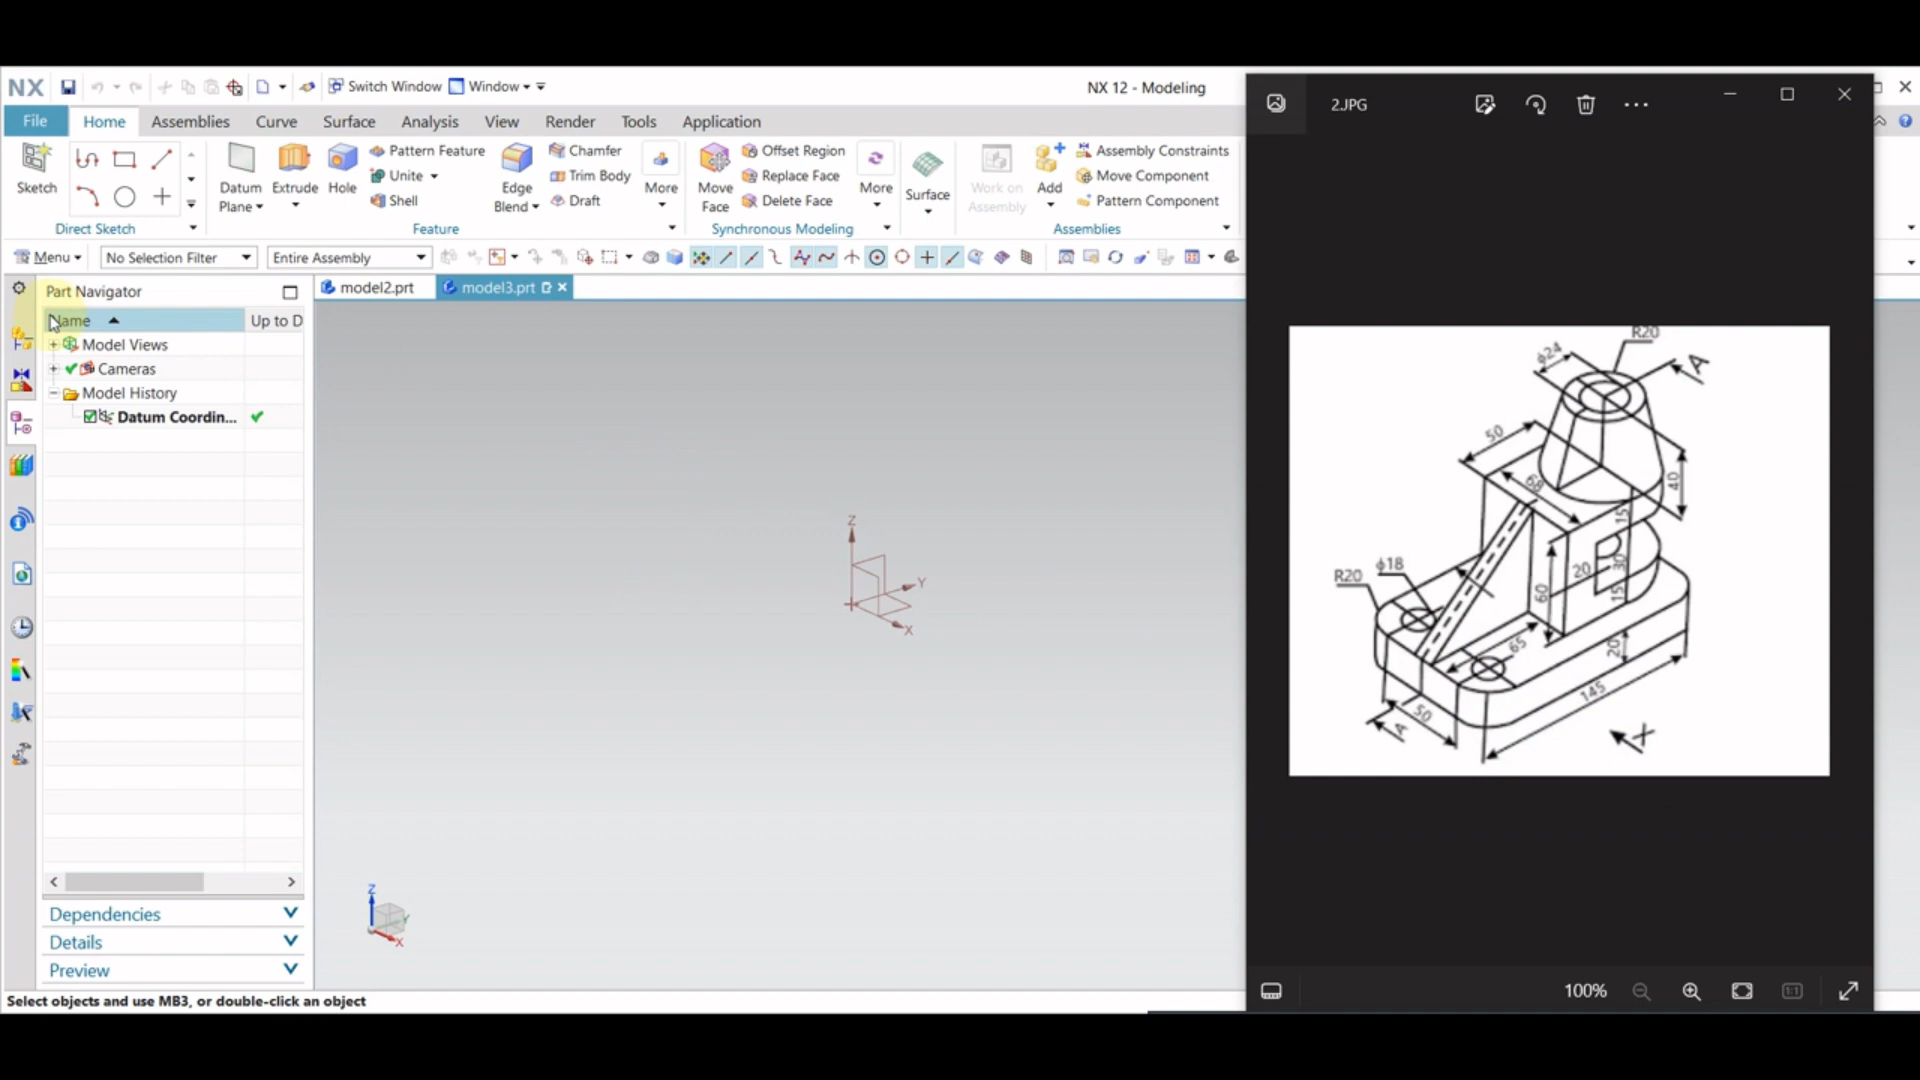 NX Switch Window Window NX 12 - Modeling
File Home Assemblies Curve Surface Analysis View Render Tools Application
Sketch
Direct Sketch
Datum Plane
Extrude
Hole
Pattern Feature
Unite
Shell
Edge Blend
Chamfer
Trim Body
Draft
More
Feature
Move Face
Offset Region
Replace Face
Delete Face
More
Synchronous Modeling
Surface
Work on Assembly
Add
Assembly Constraints
Move Component
Pattern Component
Assemblies
Menu No Selection Filter Entire Assembly
Part Navigator
model2.prt model3.prt
Name Up to D
Model Views
Cameras
Model History
Datum Coordin...
Z
Y
X
Z
Y
X
Dependencies
Details
Preview
Select objects and use MB3, or double-click an object
2.JPG
R20
ϕ24
A
50
68
40
15
R20 ϕ18
20
30
60
15
65
20
145
50
A
X
100%
1:1